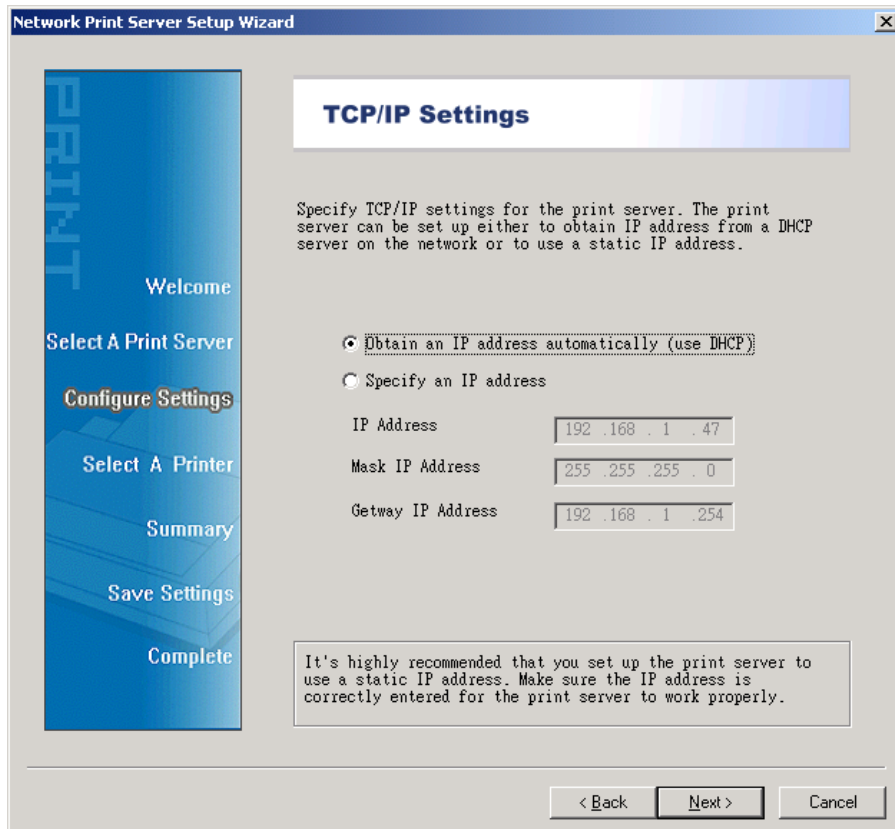 Network Print Server Setup Wizard
PRINT
Welcome
Select A Print Server
Configure Settings
Select A Printer
Summary
Save Settings
Complete
TCP/IP Settings
Specify TCP/IP settings for the print server. The print
server can be set up either to obtain IP address from a DHCP
server on the network or to use a static IP address.
Obtain an IP address automatically (use DHCP)
Specify an IP address
IP Address 192 .168 . 1 .47
Mask IP Address 255 .255 .255 . 0
Getway IP Address 192 .168 . 1 .254
It's highly recommended that you set up the print server to
use a static IP address. Make sure the IP address is
correctly entered for the print server to work properly.
< Back Next > Cancel